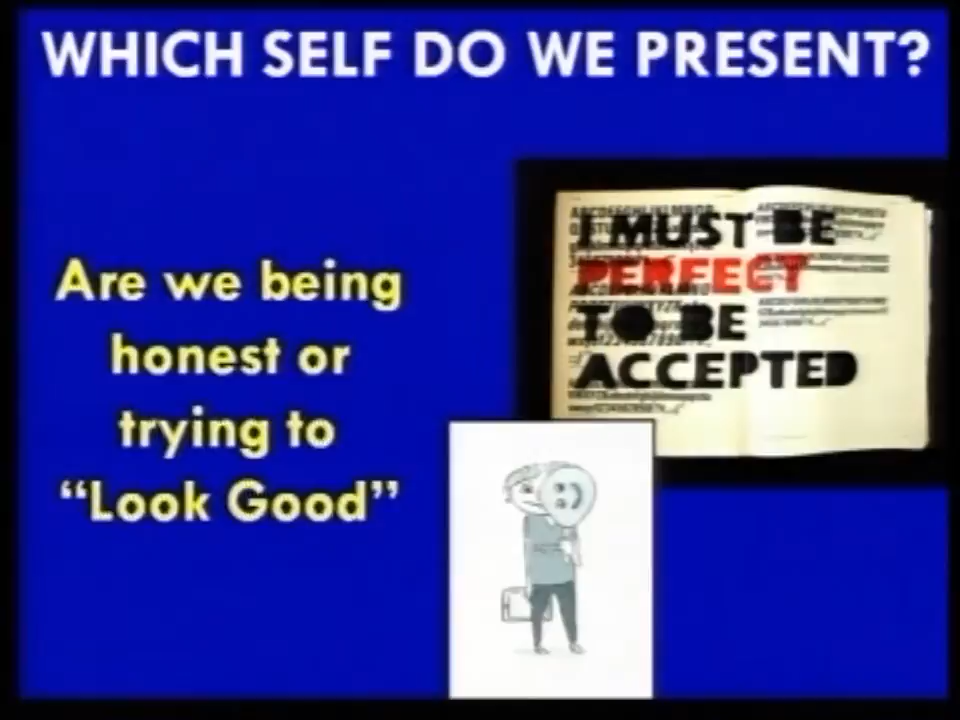 WHICH SELF DO WE PRESENT?
Are we being
honest or
trying to
“Look Good”
I MUST BE
PERFECT
TO BE
ACCEPTED